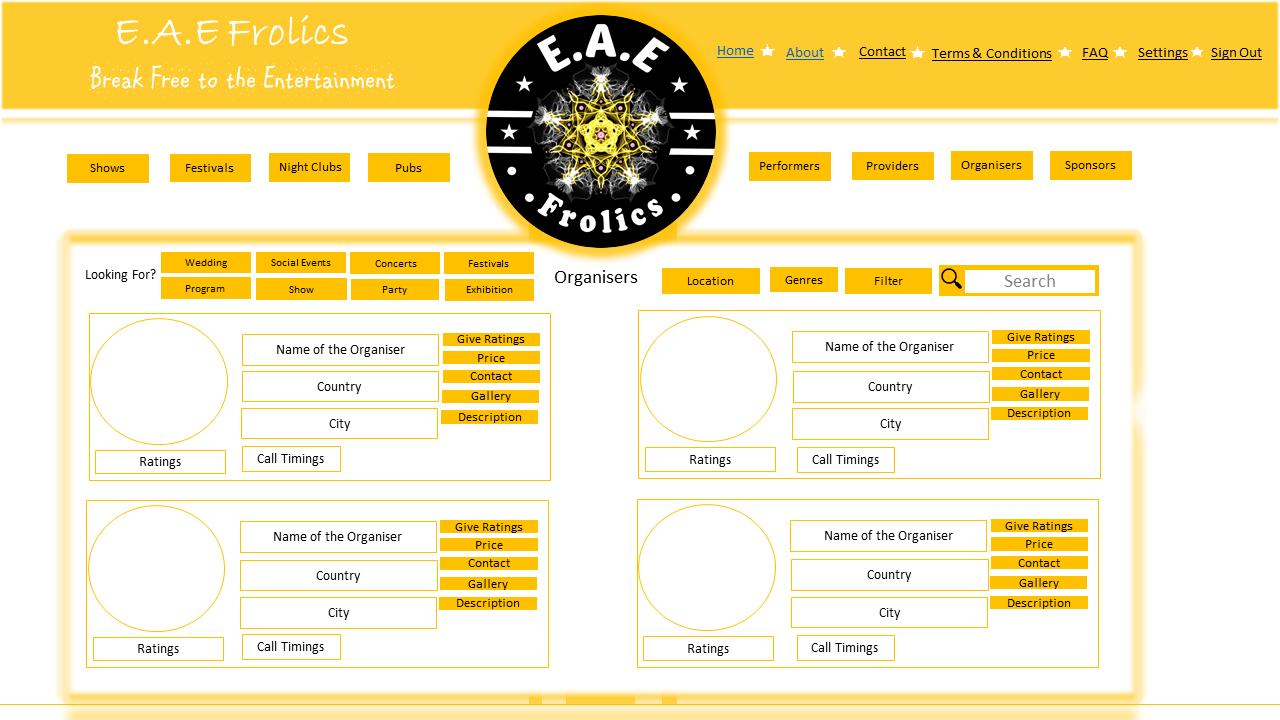 E.A.E Frolics
Break Free to the Entertainment
E.A.E
Frolics
Home About Contact Terms & Conditions FAQ Settings Sign Out
Shows Festivals Night Clubs Pubs
Performers Providers Organisers Sponsors
Looking For?
Wedding Social Events Concerts Festivals
Program Show Party Exhibition
Organisers
Location Genres Filter Search
Name of the Organiser
Country
City
Ratings
Call Timings
Give Ratings
Price
Contact
Gallery
Description
Name of the Organiser
Country
City
Ratings
Call Timings
Give Ratings
Price
Contact
Gallery
Description
Name of the Organiser
Country
City
Ratings
Call Timings
Give Ratings
Price
Contact
Gallery
Description
Name of the Organiser
Country
City
Ratings
Call Timings
Give Ratings
Price
Contact
Gallery
Description